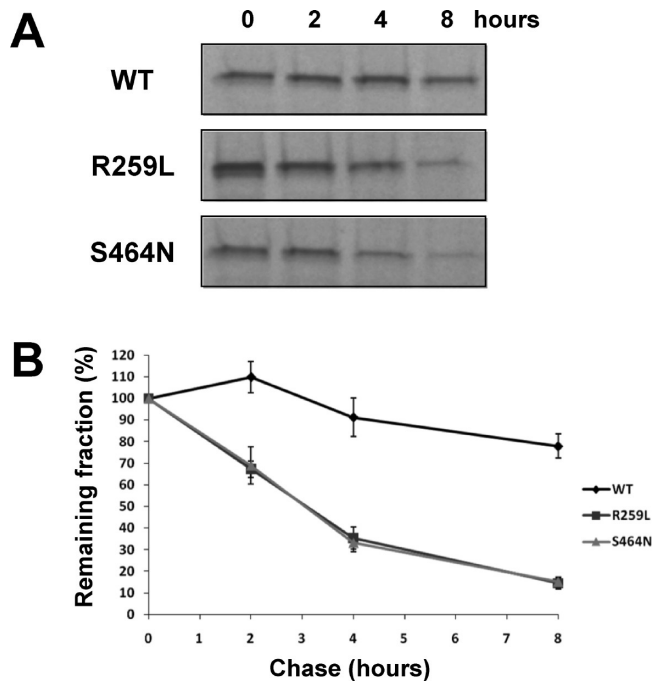 A
0 2 4 8 hours
WT
R259L
S464N
B
Remaining fraction (%)
120
110
100
90
80
70
60
50
40
30
20
10
0
0 1 2 3 4 5 6 7 8
Chase (hours)
WT
R259L
S464N